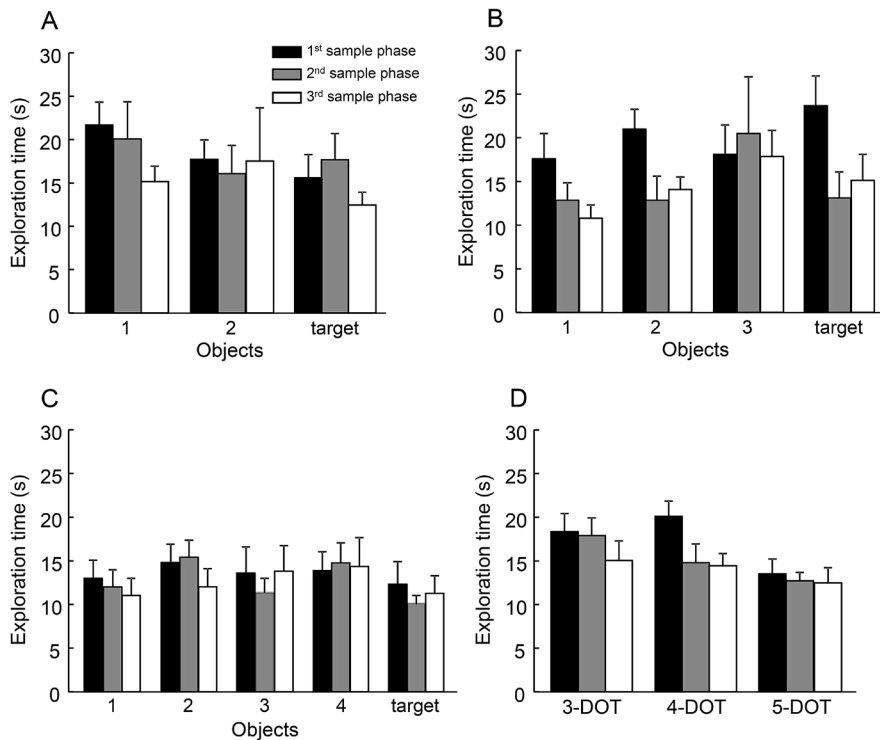 A
Exploration time (s)
30
25
20
15
10
5
0
1st sample phase
2nd sample phase
3rd sample phase
1 2 target
Objects
B
Exploration time (s)
30
25
20
15
10
5
0
1 2 3 target
Objects
C
Exploration time (s)
30
25
20
15
10
5
0
1 2 3 4 target
Objects
D
Exploration time (s)
30
25
20
15
10
5
0
3-DOT 4-DOT 5-DOT